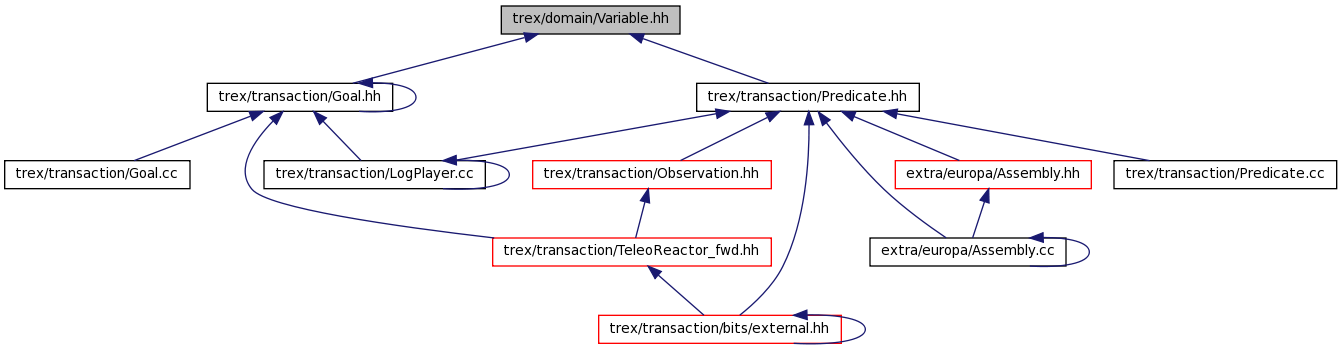 trex/domain/Variable.hh
trex/transaction/Goal.hh
trex/transaction/Predicate.hh
trex/transaction/Goal.cc
trex/transaction/LogPlayer.cc
trex/transaction/Observation.hh
extra/europa/Assembly.hh
trex/transaction/Predicate.cc
trex/transaction/TeleoReactor_fwd.hh
extra/europa/Assembly.cc
trex/transaction/bits/external.hh